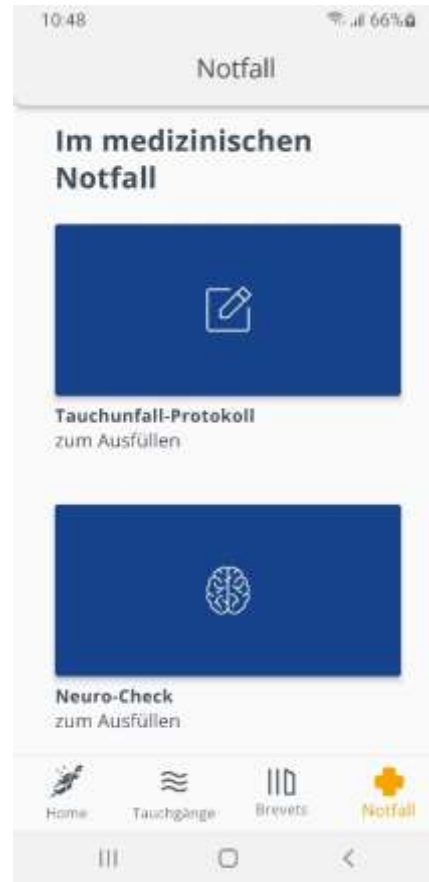 10:48 66%
Notfall
Im medizinischen
Notfall
Tauchunfall-Protokoll
zum Ausfüllen
Neuro-Check
zum Ausfüllen
Home Tauchgänge Brevets Notfall